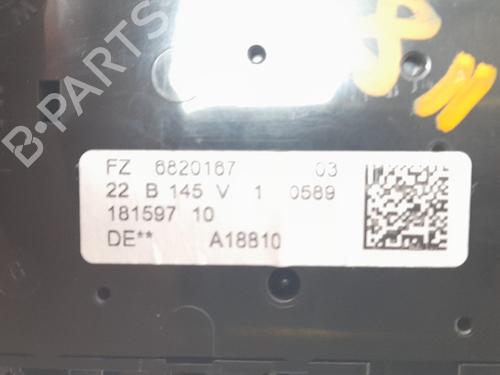 FZ 6820167 03
22 B 145 V 1 0589
181597 10
DE** A18810
B-PARTS